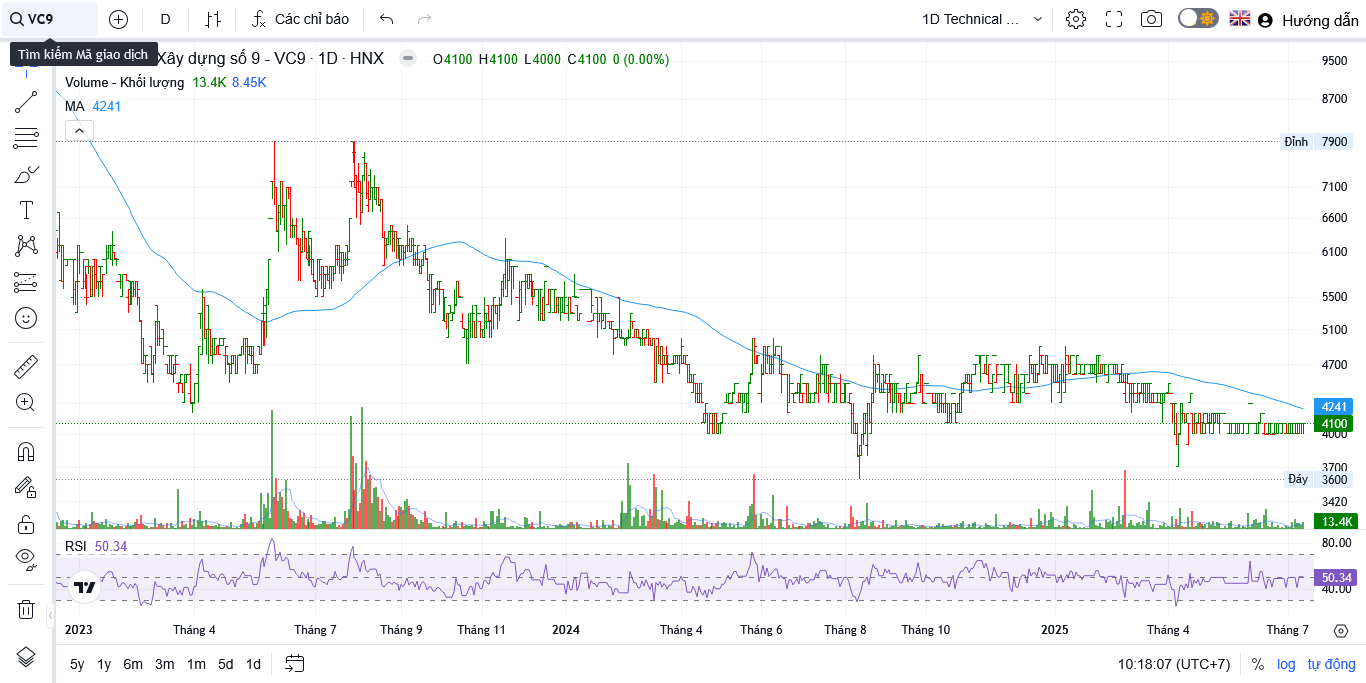 VC9
D
Các chỉ báo
1D Technical ...
Hướng dẫn
Tìm kiếm Mã giao dịch
Xây dựng số 9 - VC9 · 1D · HNX
O4100 H4100 L4000 C4100 0 (0.00%)
Volume - Khối lượng 13.4K 8.45K
MA 4241
9500
8700
Đỉnh 7900
7100
6600
6100
5500
5100
4700
4241
4100
4000
3700
Đáy 3600
3420
13.4K
RSI 50.34
80.00
50.34
40.00
2023 Tháng 4 Tháng 7 Tháng 9 Tháng 11 2024 Tháng 4 Tháng 6 Tháng 8 Tháng 10 2025 Tháng 4 Tháng 7
5y 1y 6m 3m 1m 5d 1d
10:18:07 (UTC+7) % log tự động